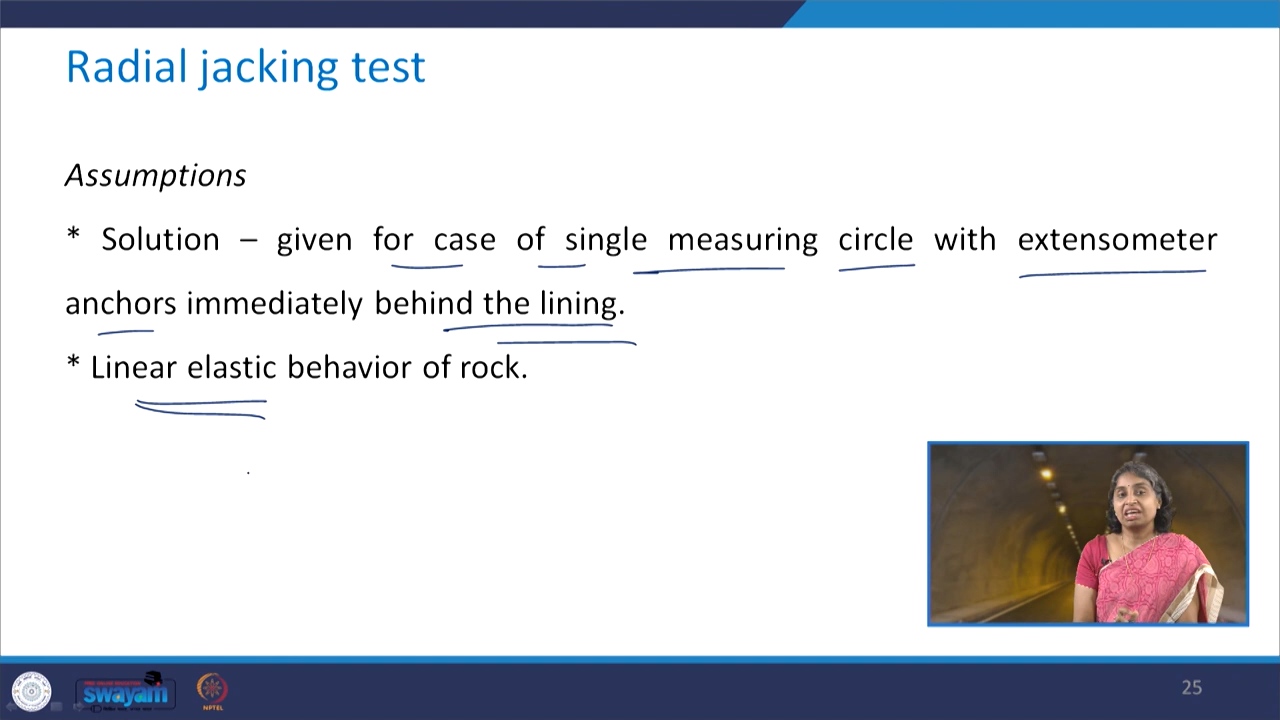 Radial jacking test
Assumptions
* Solution – given for case of single measuring circle with extensometer
anchors immediately behind the lining.
* Linear elastic behavior of rock.
swayam
NPTEL
25